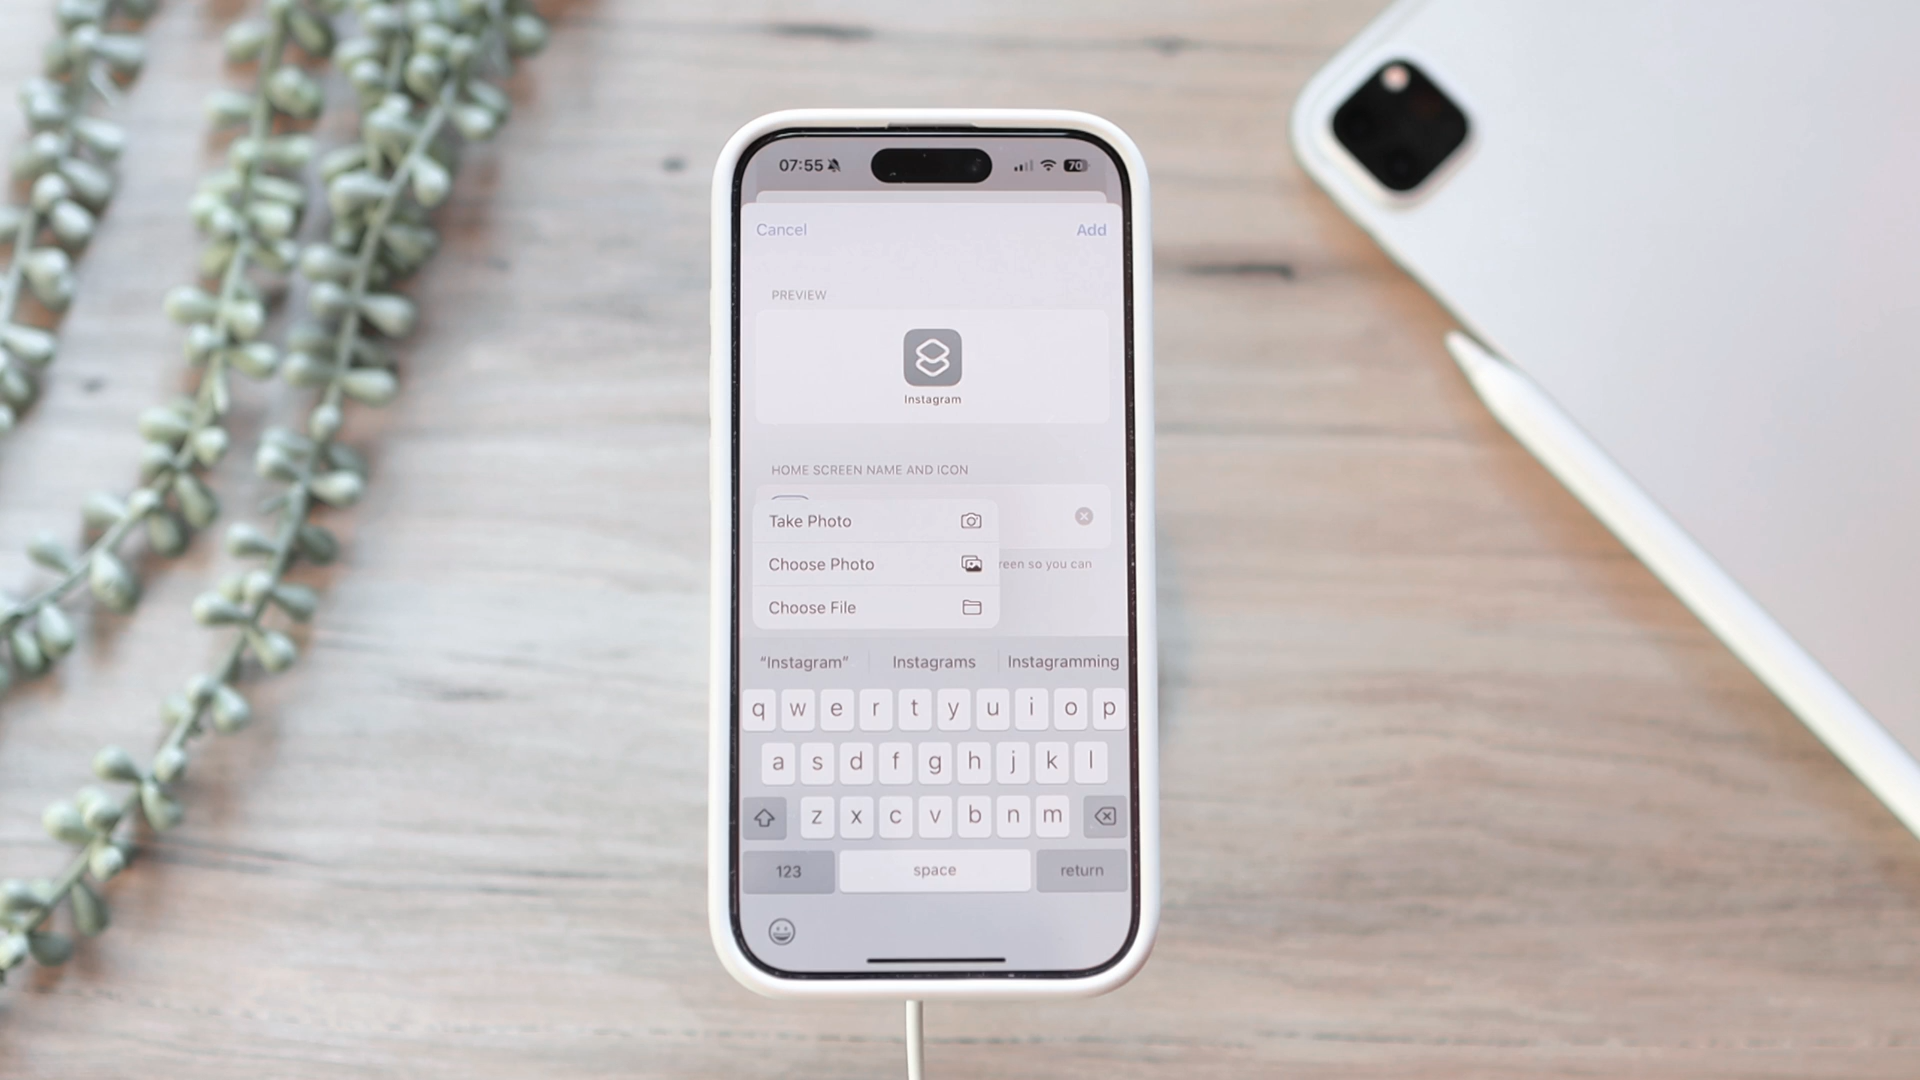 07:55
70
Cancel
Add
PREVIEW
Instagram
HOME SCREEN NAME AND ICON
Take Photo
Choose Photo
so you can
Choose File
“Instagram” Instagrams Instagramming
q w e r t y u i o p
a s d f g h j k l
z x c v b n m
123 space return